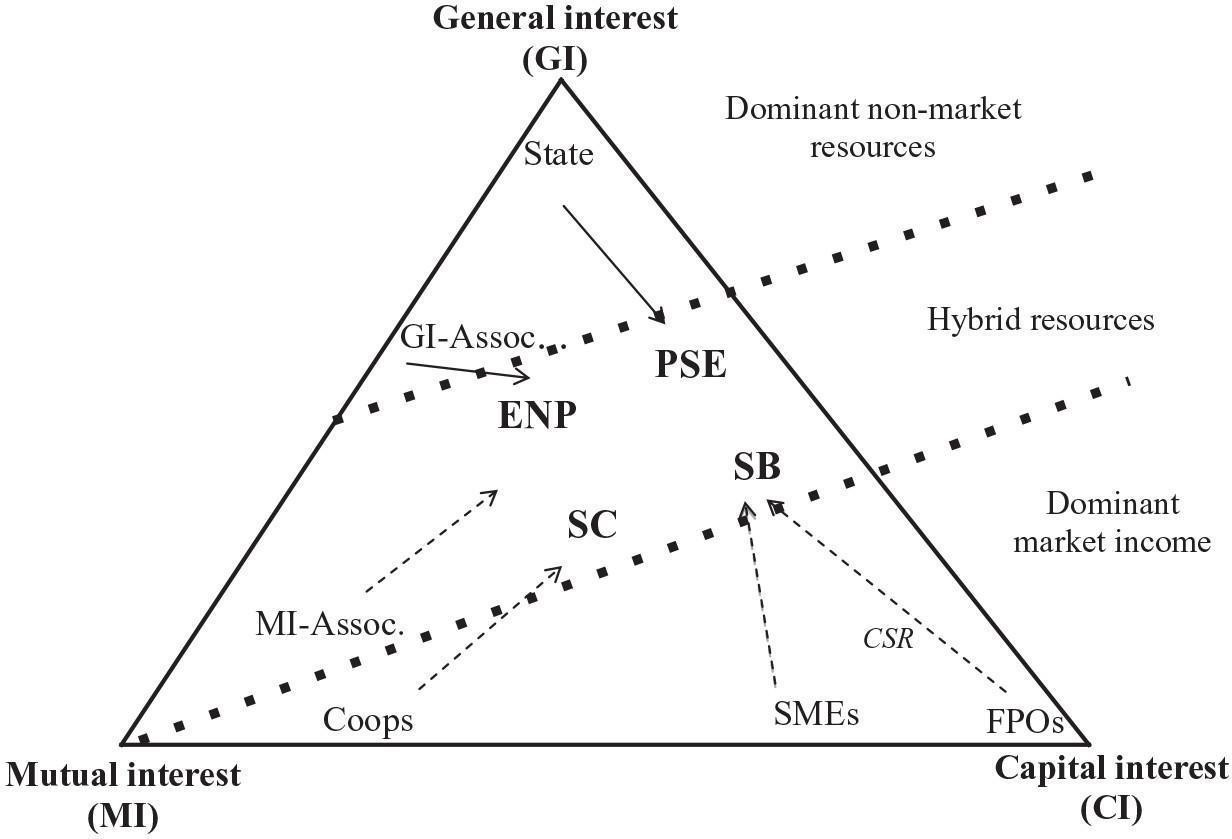 General interest
(GI)
Dominant non-market
resources
State
Hybrid resources
GI-Assoc...
PSE
ENP
SB
SC
Dominant
market income
MI-Assoc.
CSR
Coops
SMEs
FPOs
Mutual interest
(MI)
Capital interest
(CI)